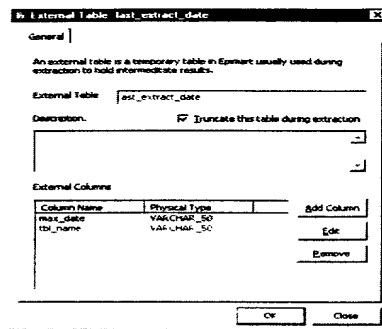 External Table last_extract_date
General
An external table is a temporary table in Epimart usually used during
extraction to hold intermediate results.
External Table
last_extract_date
Description.
Truncate this table during extraction
External Columns
Column Name Physical Type
max_date VARCHAR_50
tbl_name VARCHAR_50
Add Column
Edit
Remove
OK
Close